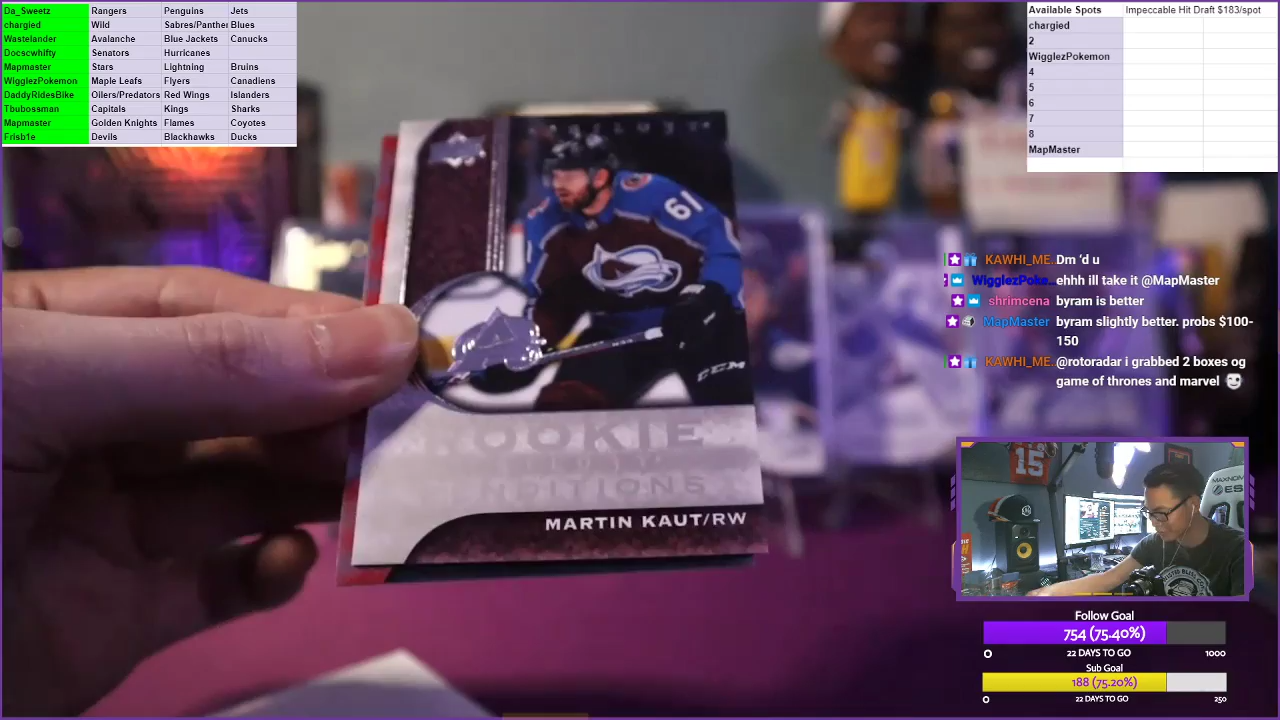 Da_Sweetz Rangers Penguins Jets
chargied Wild Sabres/Panther Blues
Wastelander Avalanche Blue Jackets Canucks
Docscwhifty Senators Hurricanes
Mapmaster Stars Lightning Bruins
WigglezPokemon Maple Leafs Flyers Canadiens
DaddyRidesBike Oilers/Predators Red Wings Islanders
Tbubossman Capitals Kings Sharks
Mapmaster Golden Knights Flames Coyotes
Frisb1e Devils Blackhawks Ducks
Available Spots Impeccable Hit Draft $183/spot
chargied
2
WigglezPokemon
4
5
6
7
8
MapMaster
61
CCM
ROOKIE
MARTIN KAUT/RW
KAWHI_ME.. Dm 'd u
WigglezPoke... ehhh ill take it @MapMaster
shrimcena byram is better
MapMaster byram slightly better. probs $100-
150
KAWHI_ME.. @rotoradar i grabbed 2 boxes og
game of thrones and marvel
15
Follow Goal
754 (75.40%)
0 22 DAYS TO GO 1000
Sub Goal
188 (75.20%)
0 22 DAYS TO GO 250